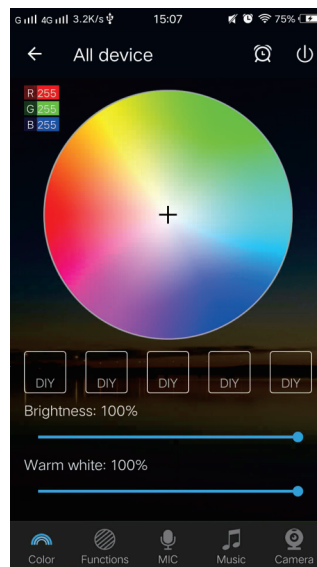 G 4G 3.2K/s 15:07 75%
All device
R 255
G 255
B 255
DIY DIY DIY DIY DIY
Brightness: 100%
Warm white: 100%
Color Functions MIC Music Camera